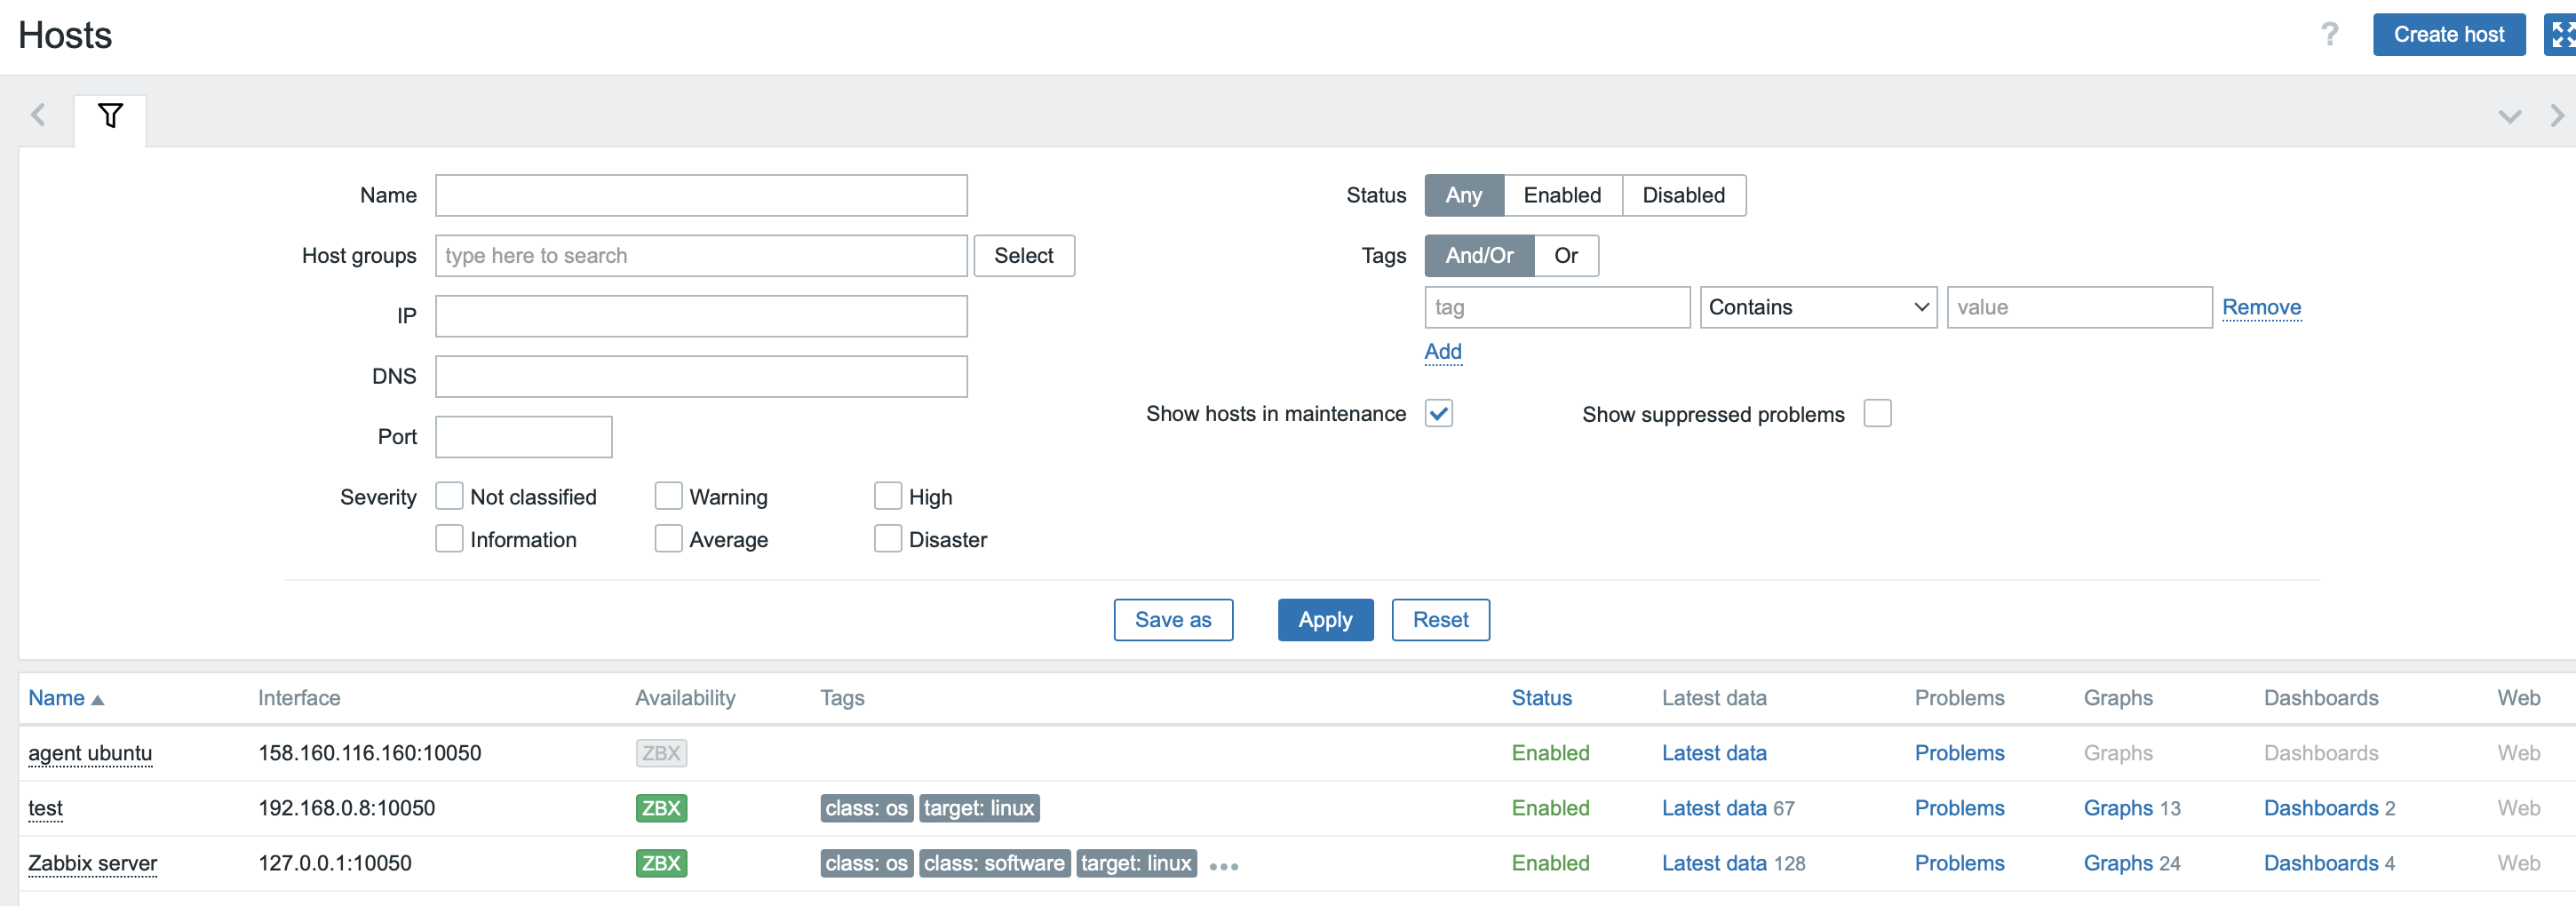 Hosts
? Create host
Name
Status Any Enabled Disabled
Host groups type here to search Select
Tags And/Or Or
IP
tag Contains value Remove
Add
DNS
Show hosts in maintenance Show suppressed problems
Port
Severity Not classified Warning High
Information Average Disaster
Save as Apply Reset
Name Interface Availability Tags Status Latest data Problems Graphs Dashboards Web
agent ubuntu 158.160.116.160:10050 ZBX Enabled Latest data Problems Graphs Dashboards Web
test 192.168.0.8:10050 ZBX class: os target: linux Enabled Latest data 67 Problems Graphs 13 Dashboards 2 Web
Zabbix server 127.0.0.1:10050 ZBX class: os class: software target: linux ••• Enabled Latest data 128 Problems Graphs 24 Dashboards 4 Web